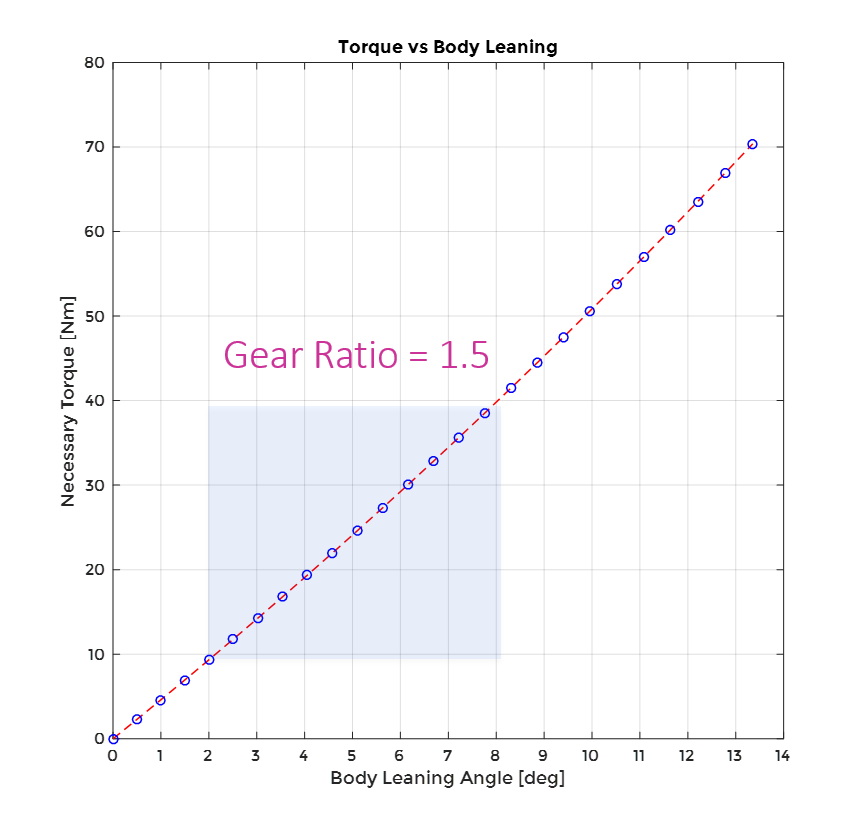 Torque vs Body Leaning
80
70
60
50
40
30
20
10
0
Necessary Torque [Nm]
Gear Ratio = 1.5
0 1 2 3 4 5 6 7 8 9 10 11 12 13 14
Body Leaning Angle [deg]